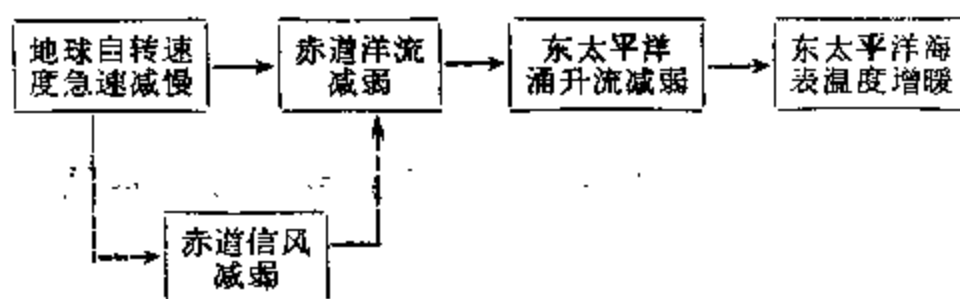 地球自转速
度急速减慢
赤道洋流
减弱
东太平洋
涌升流减弱
东太平洋海
表温度增暖
赤道信风
减弱